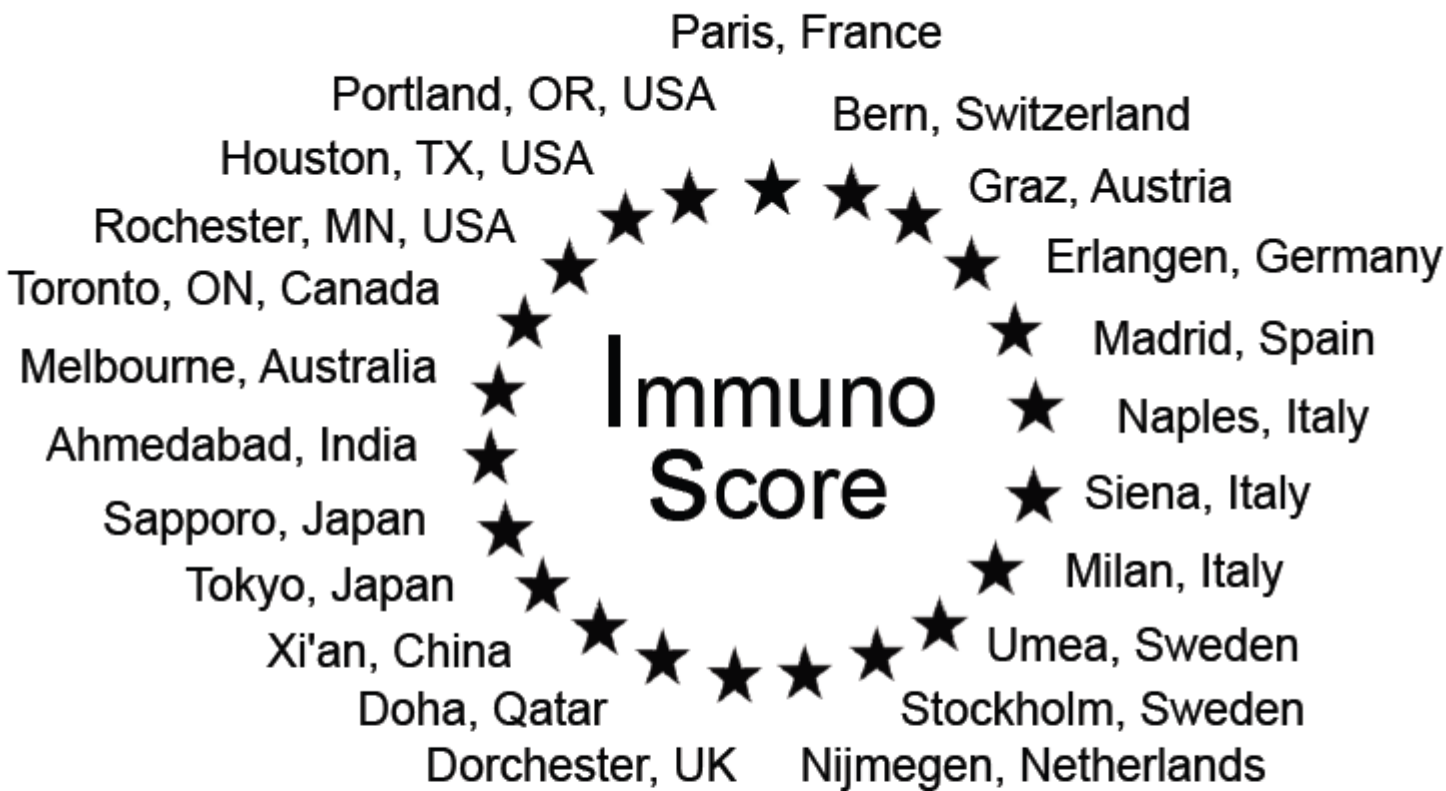 Paris, France
Portland, OR, USA
Bern, Switzerland
Houston, TX, USA
Graz, Austria
Rochester, MN, USA
Erlangen, Germany
Toronto, ON, Canada
Madrid, Spain
Melbourne, Australia
Immuno
Naples, Italy
Ahmedabad, India
Score
Siena, Italy
Sapporo, Japan
Milan, Italy
Tokyo, Japan
Umea, Sweden
Xi'an, China
Stockholm, Sweden
Doha, Qatar
Dorchester, UK
Nijmegen, Netherlands